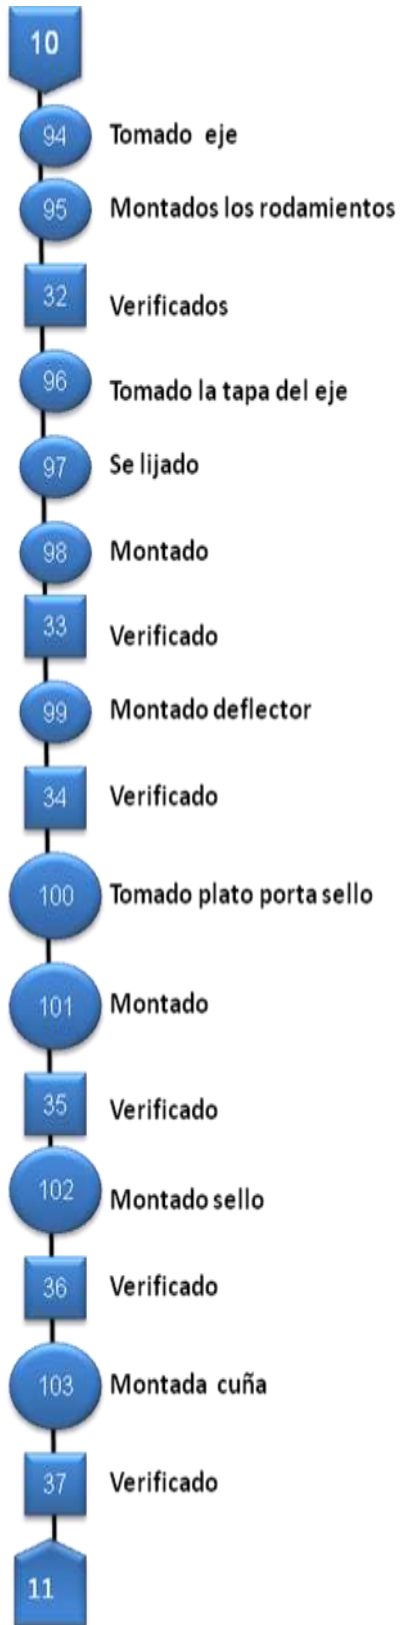 10
94 Tomado eje
95 Montados los rodamientos
32 Verificados
96 Tomado la tapa del eje
97 Se lijado
98 Montado
33 Verificado
99 Montado deflector
34 Verificado
100 Tomado plato porta sello
101 Montado
35 Verificado
102 Montado sello
36 Verificado
103 Montada cuña
37 Verificado
11